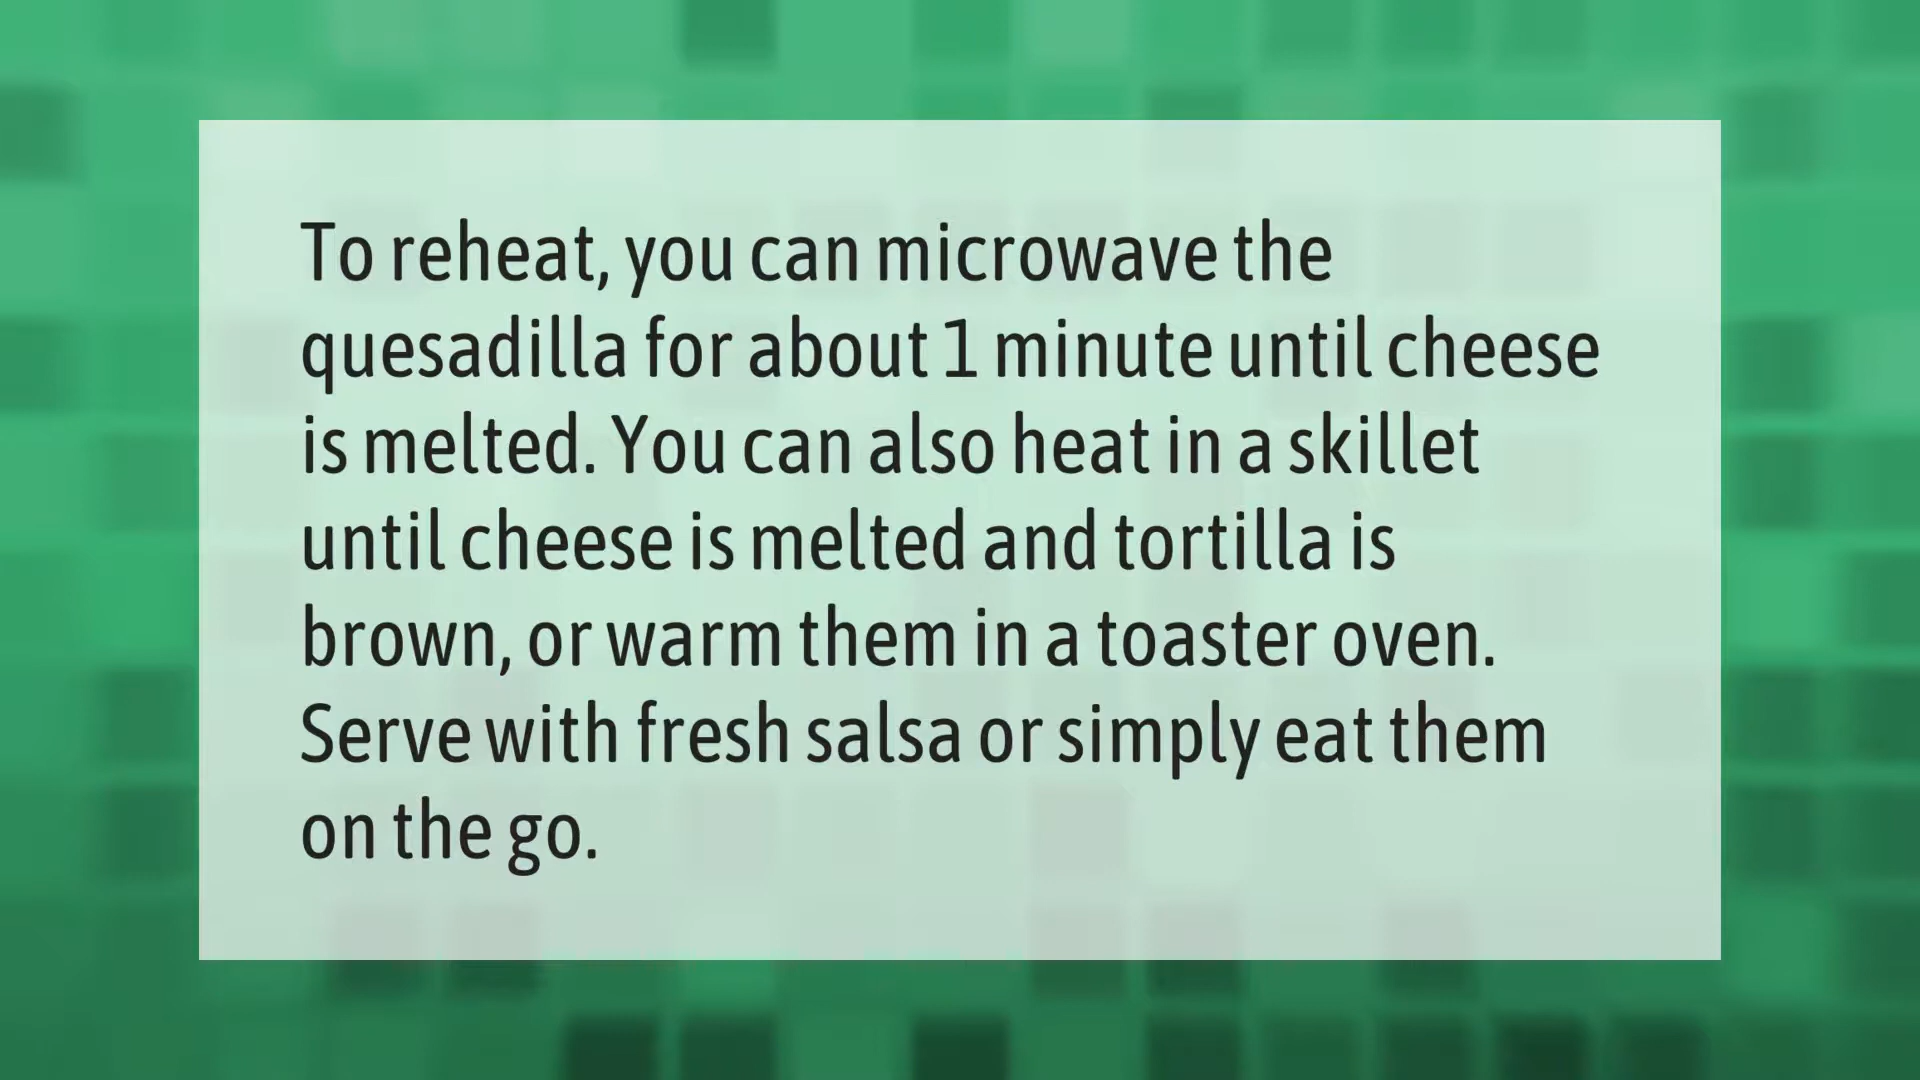 To reheat, you can microwave the
quesadilla for about 1 minute until cheese
is melted. You can also heat in a skillet
until cheese is melted and tortilla is
brown, or warm them in a toaster oven.
Serve with fresh salsa or simply eat them
on the go.